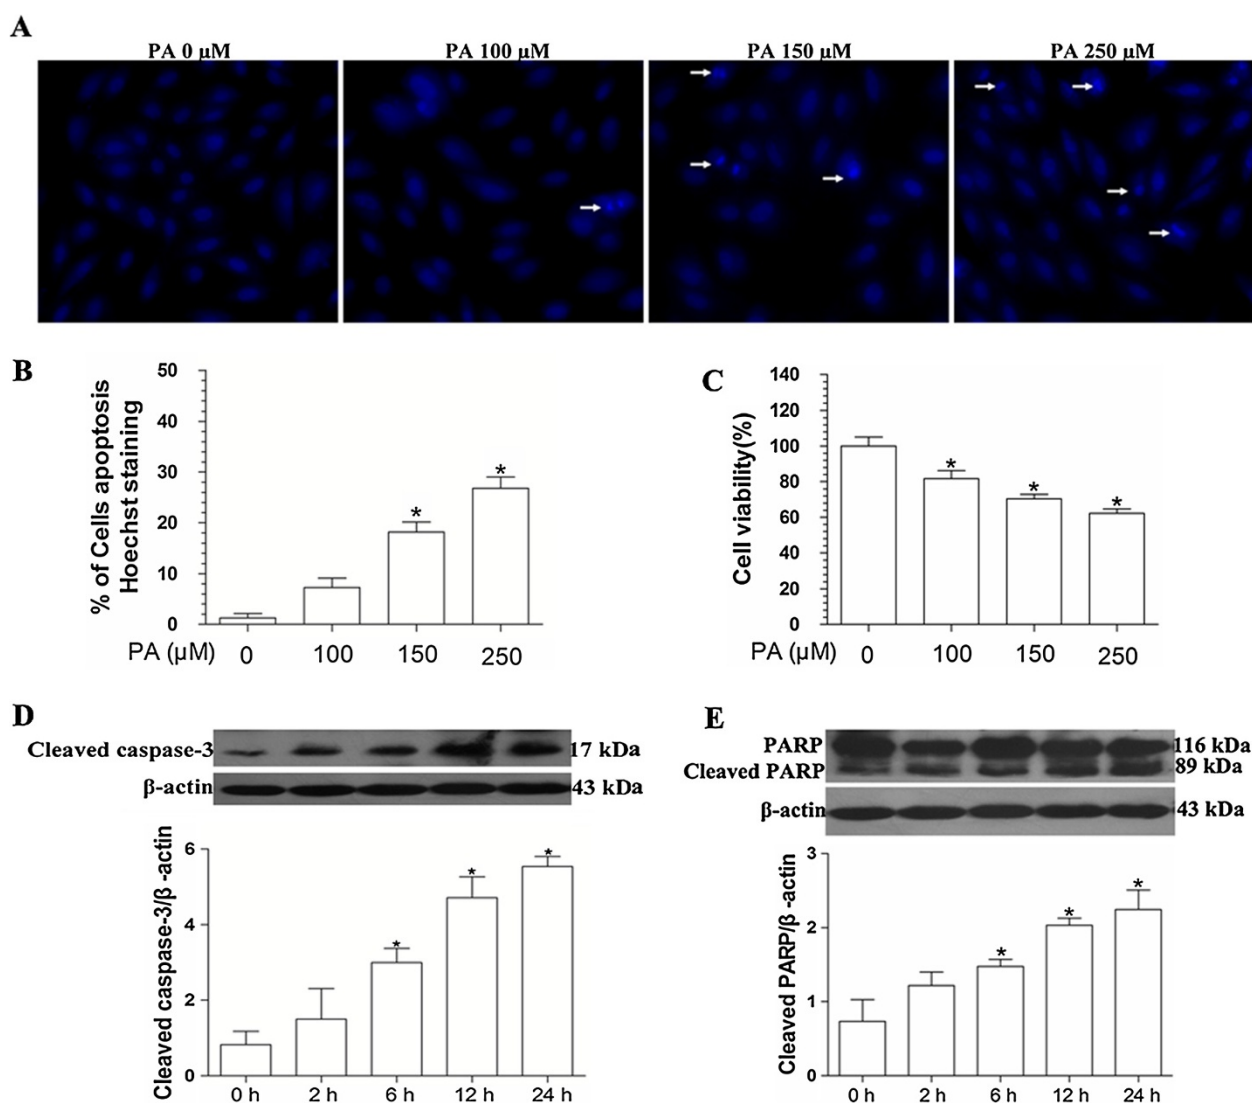 A
PA 0 μM PA 100 μM PA 150 μM PA 250 μM
B
% of Cells apoptosis
Hoechst staining
50
40
30
20
10
0
* *
PA (μM) 0 100 150 250
C
Cell viability(%)
140
120
100
80
60
40
20
0
* * *
PA (μM) 0 100 150 250
D
Cleaved caspase-3 17 kDa
β-actin 43 kDa
Cleaved caspase-3/β -actin
6
4
2
0
* * *
0 h 2 h 6 h 12 h 24 h
E
PARP 116 kDa
Cleaved PARP 89 kDa
β-actin 43 kDa
Cleaved PARP/β -actin
3
2
1
0
* * *
0 h 2 h 6 h 12 h 24 h